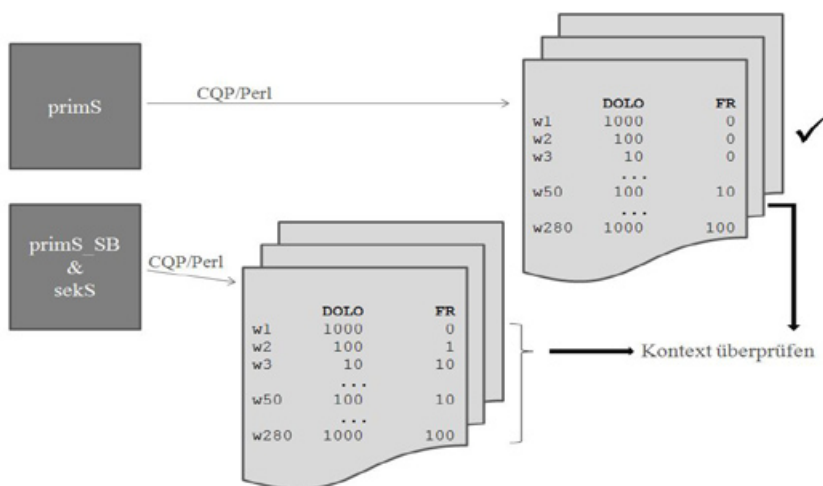 primS
CQP/Perl
DOLO FR
w1 1000 0
w2 100 0
w3 10 0
...
w50 100 10
...
w280 1000 100
primS_SB
&
sekS
CQP/Perl
DOLO FR
w1 1000 0
w2 100 1
w3 10 10
...
w50 100 10
...
w280 1000 100
Kontext überprüfen